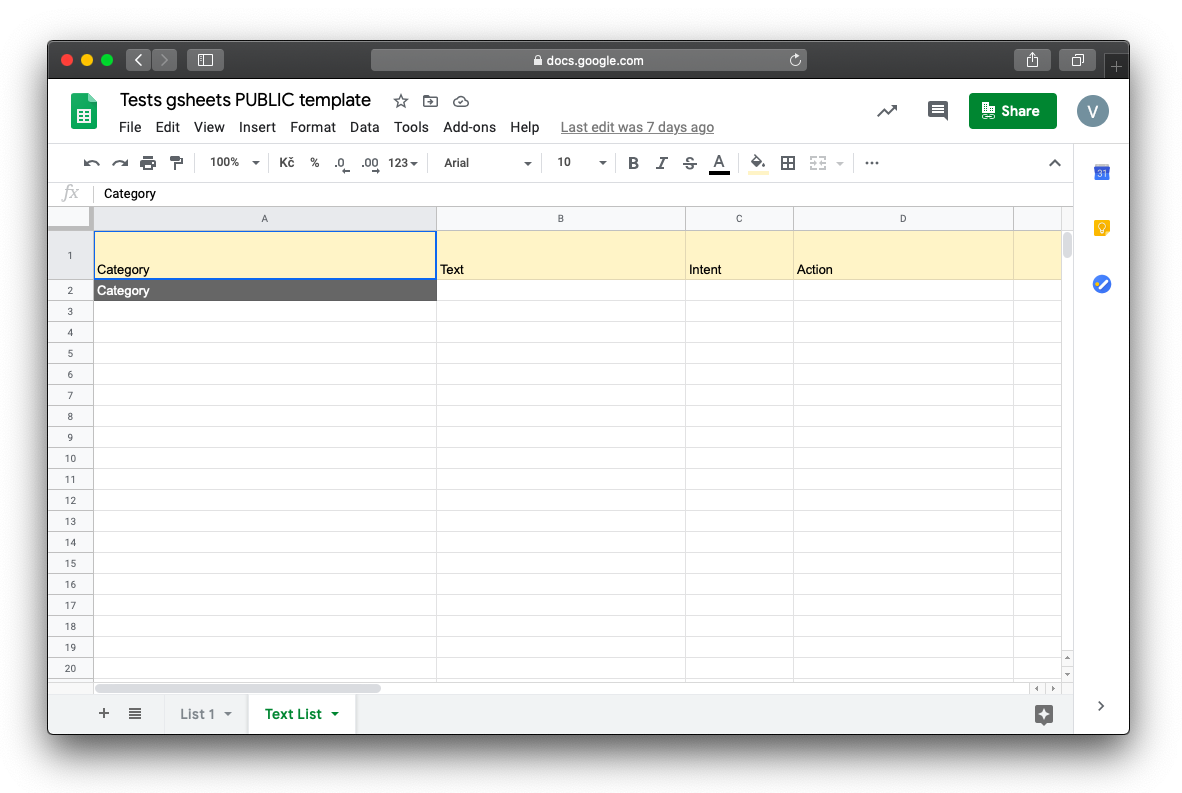 docs.google.com
Tests gsheets PUBLIC template
Share
V
File Edit View Insert Format Data Tools Add-ons Help Last edit was 7 days ago
100% Kč % .0 .00 123 Arial 10 B I S A
31
fx Category
A B C D
1 Category Text Intent Action
2 Category
3
4
5
6
7
8
9
10
11
12
13
14
15
16
17
18
19
20
List 1 Text List